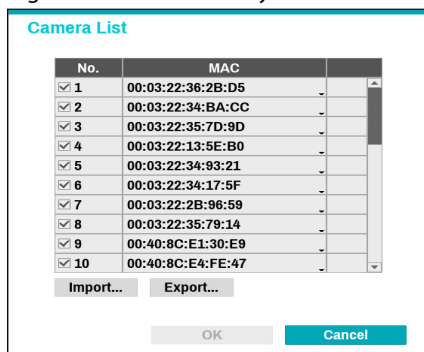 Camera List
No. MAC
1 00:03:22:36:2B:D5
2 00:03:22:34:BA:CC
3 00:03:22:35:7D:9D
4 00:03:22:13:5E:B0
5 00:03:22:34:93:21
6 00:03:22:34:17:5F
7 00:03:22:2B:96:59
8 00:03:22:35:79:14
9 00:40:8C:E1:30:E9
10 00:40:8C:E4:FE:47
Import... Export...
OK Cancel